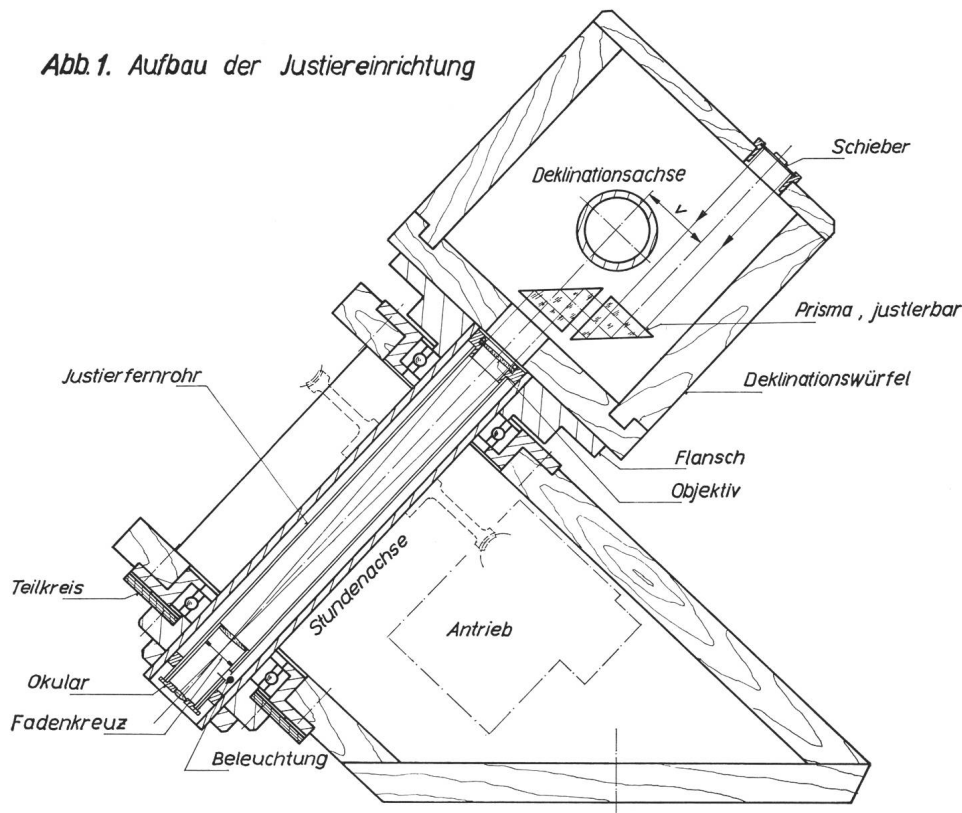 Abb. 1. Aufbau der Justiereinrichtung
Schieber
Deklinationsachse
v
Prisma, justierbar
Justierfernrohr
Deklinationswürfel
Flansch
Objektiv
Teilkreis
Stundenachse
Antrieb
Okular
Fadenkreuz
Beleuchtung